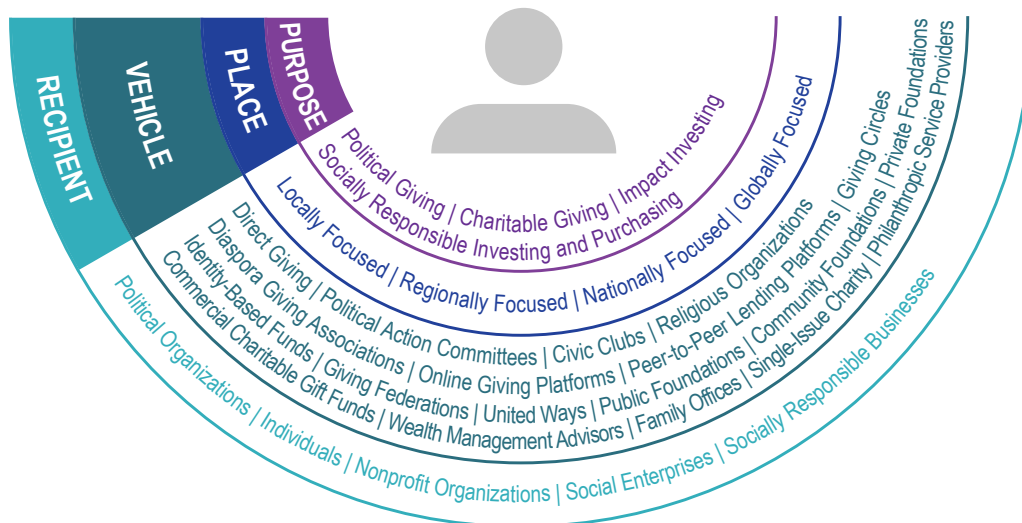 PURPOSE
PLACE
VEHICLE
RECIPIENT
Political Giving | Charitable Giving | Impact Investing
Socially Responsible Investing and Purchasing
Locally Focused | Regionally Focused | Nationally Focused | Globally Focused
Direct Giving | Political Action Committees | Civic Clubs | Religious Organizations
Diaspora Giving Associations | Online Giving Platforms | Peer-to-Peer Lending Platforms | Giving Circles
Identity-Based Funds | Giving Federations | United Ways | Public Foundations | Community Foundations | Private Foundations
Commercial Charitable Gift Funds | Wealth Management Advisors | Family Offices | Single-Issue Charity | Philanthropic Service Providers
Political Organizations | Individuals | Nonprofit Organizations | Social Enterprises | Socially Responsible Businesses